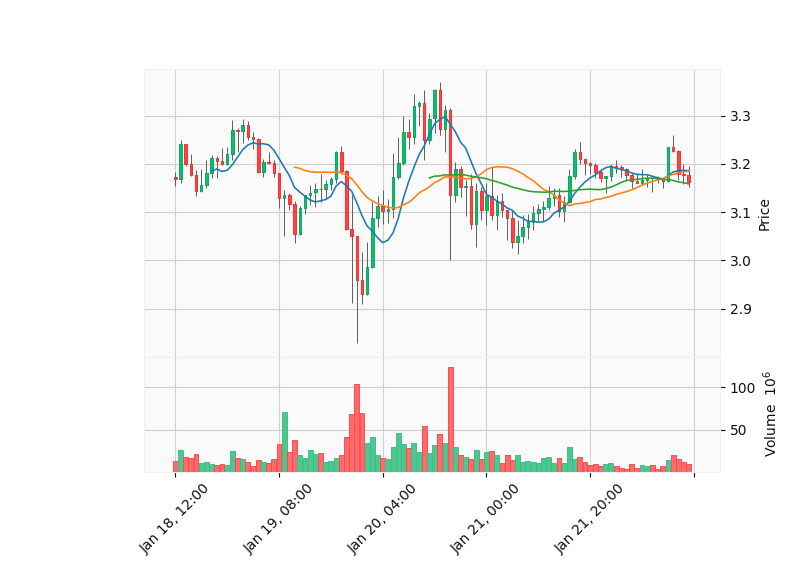 3.3
3.2
3.1
3.0
2.9
Price
100
50
Volume 10⁶
Jan 18, 12:00
Jan 19, 08:00
Jan 20, 04:00
Jan 21, 00:00
Jan 21, 20:00